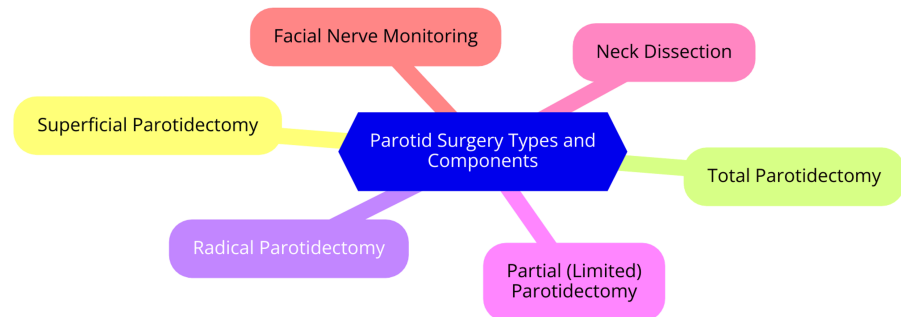 Facial Nerve Monitoring
Neck Dissection
Superficial Parotidectomy
Parotid Surgery Types and
Components
Total Parotidectomy
Radical Parotidectomy
Partial (Limited)
Parotidectomy